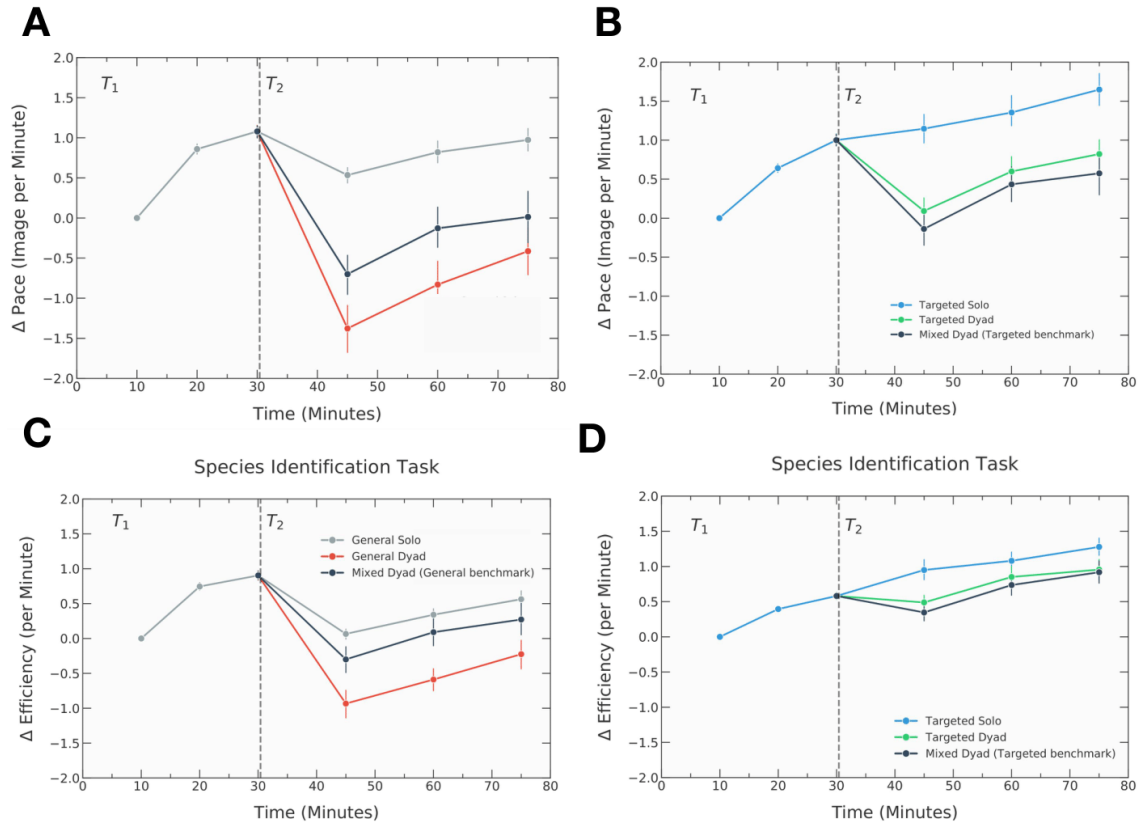 A
2.0
1.5
1.0
0.5
0.0
−0.5
−1.0
−1.5
−2.0
Δ Pace (Image per Minute)
T1
T2
0 10 20 30 40 50 60 70 80
Time (Minutes)
B
2.0
1.5
1.0
0.5
0.0
−0.5
−1.0
−1.5
−2.0
Δ Pace (Image per Minute)
T1
T2
Targeted Solo
Targeted Dyad
Mixed Dyad (Targeted benchmark)
0 10 20 30 40 50 60 70 80
Time (Minutes)
C
Species Identification Task
2.0
1.5
1.0
0.5
0.0
−0.5
−1.0
−1.5
−2.0
Δ Efficiency (per Minute)
T1
T2
General Solo
General Dyad
Mixed Dyad (General benchmark)
0 10 20 30 40 50 60 70 80
Time (Minutes)
D
Species Identification Task
2.0
1.5
1.0
0.5
0.0
−0.5
−1.0
−1.5
−2.0
Δ Efficiency (per Minute)
T1
T2
Targeted Solo
Targeted Dyad
Mixed Dyad (Targeted benchmark)
0 10 20 30 40 50 60 70 80
Time (Minutes)